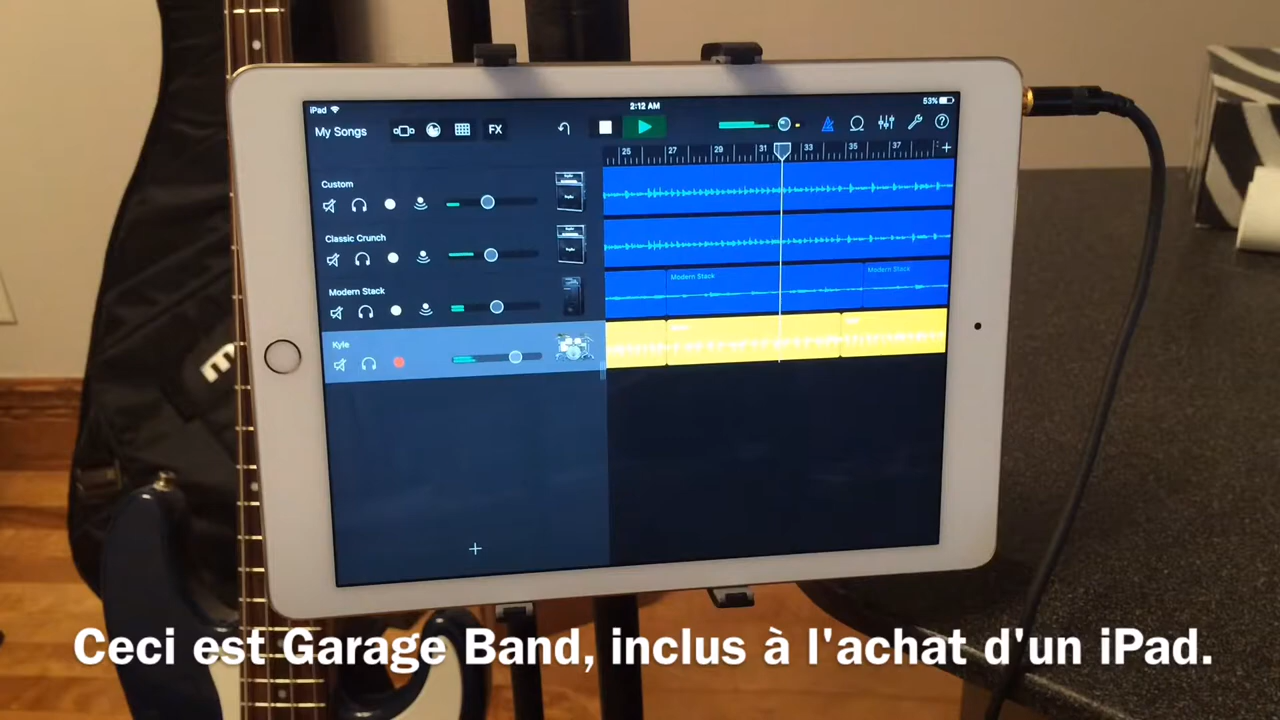 iPad
2:12 AM
53%
My Songs
FX
25 27 29 31 33 35 37
Custom
Classic Crunch
Modern Stack
Modern Stack
Modern Stack
Kyle
Ceci est Garage Band, inclus à l'achat d'un iPad.